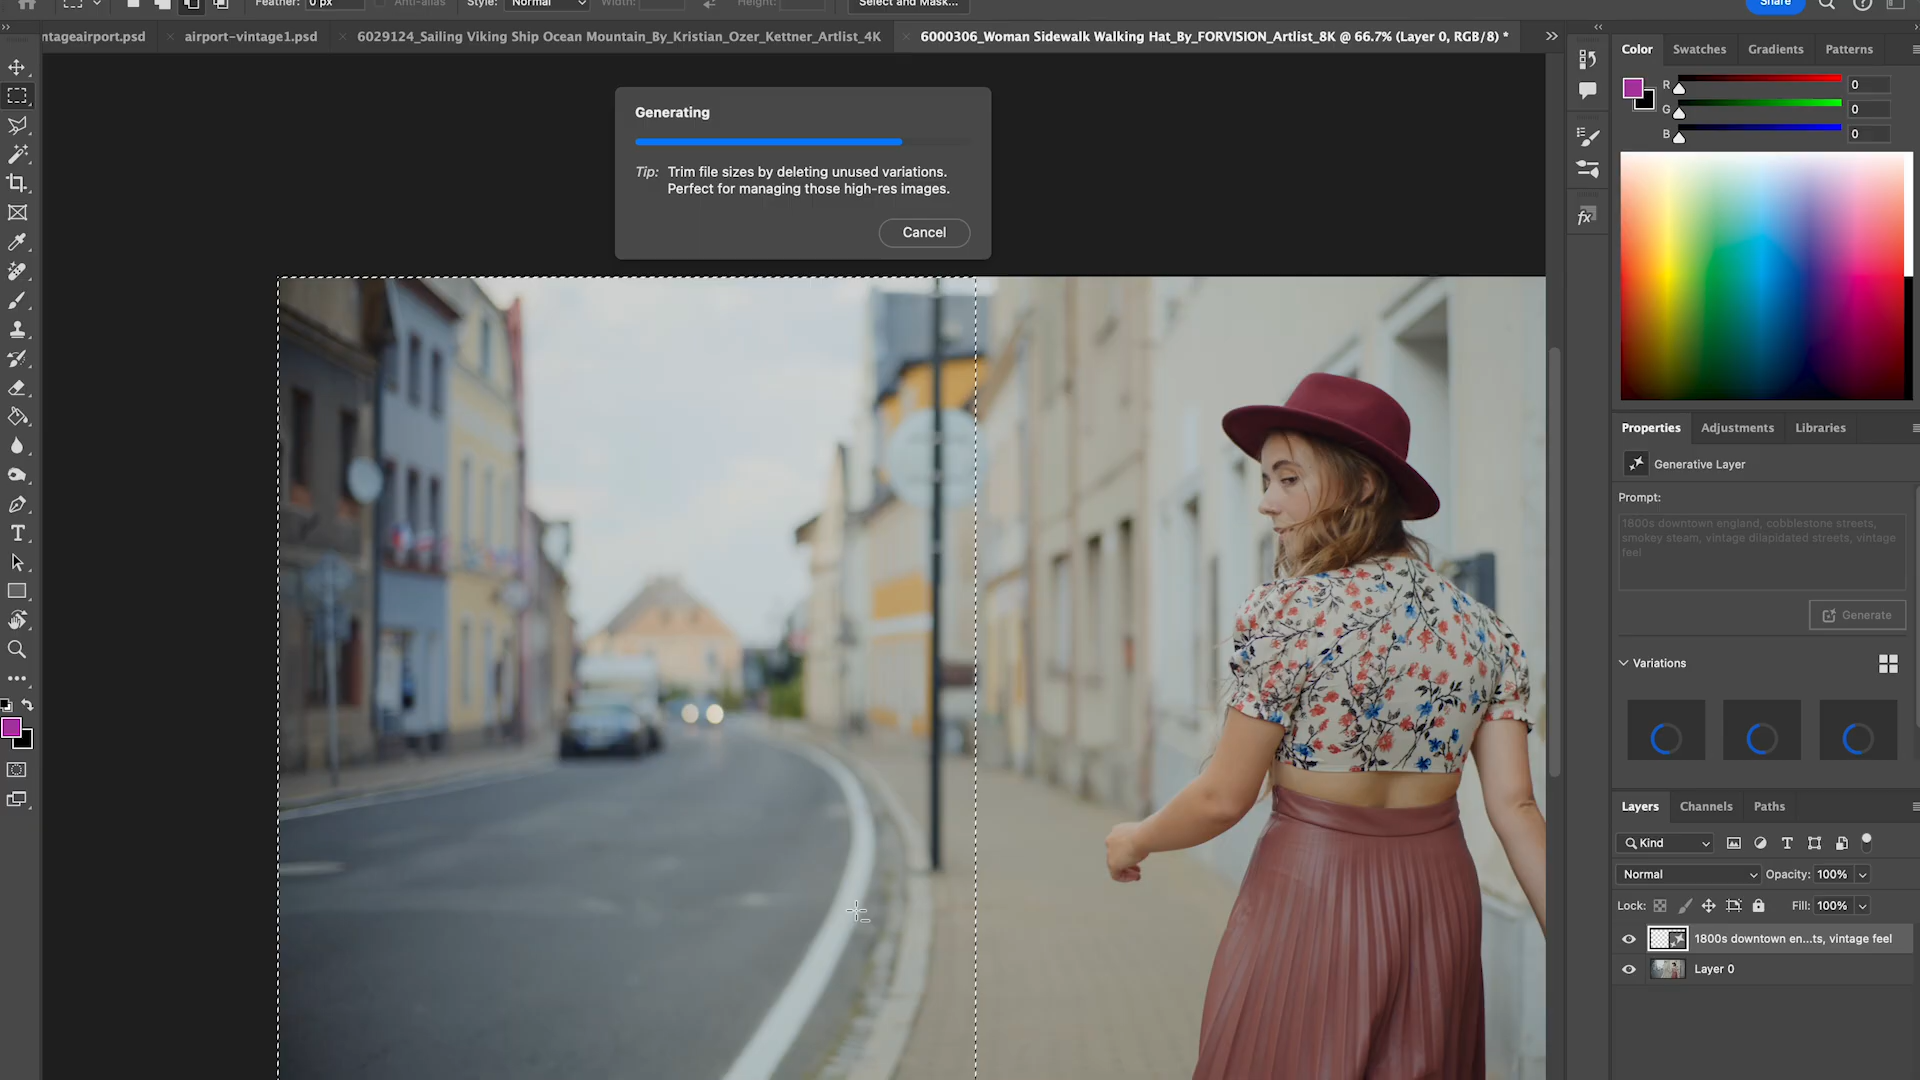 Feather: 0 px Anti-alias Style: Normal Width: Height: Select and Mask... Share
ntageairport.psd airport-vintage1.psd 6029124_Sailing Viking Ship Ocean Mountain_By_Kristian_Ozer_Kettner_Artlist_4K 6000306_Woman Sidewalk Walking Hat_By_FORVISION_Artlist_8K @ 66.7% (Layer 0, RGB/8) *
Color Swatches Gradients Patterns
R 0
G 0
B 0
Generating
Tip: Trim file sizes by deleting unused variations.
Perfect for managing those high-res images.
Cancel
fx
Properties Adjustments Libraries
Generative Layer
Prompt:
1800s downtown england, cobblestone streets,
smokey steam, vintage dilapidated streets, vintage
feel
Generate
Variations
Layers Channels Paths
Kind
Normal Opacity: 100%
Lock: Fill: 100%
1800s downtown en...ts, vintage feel
Layer 0